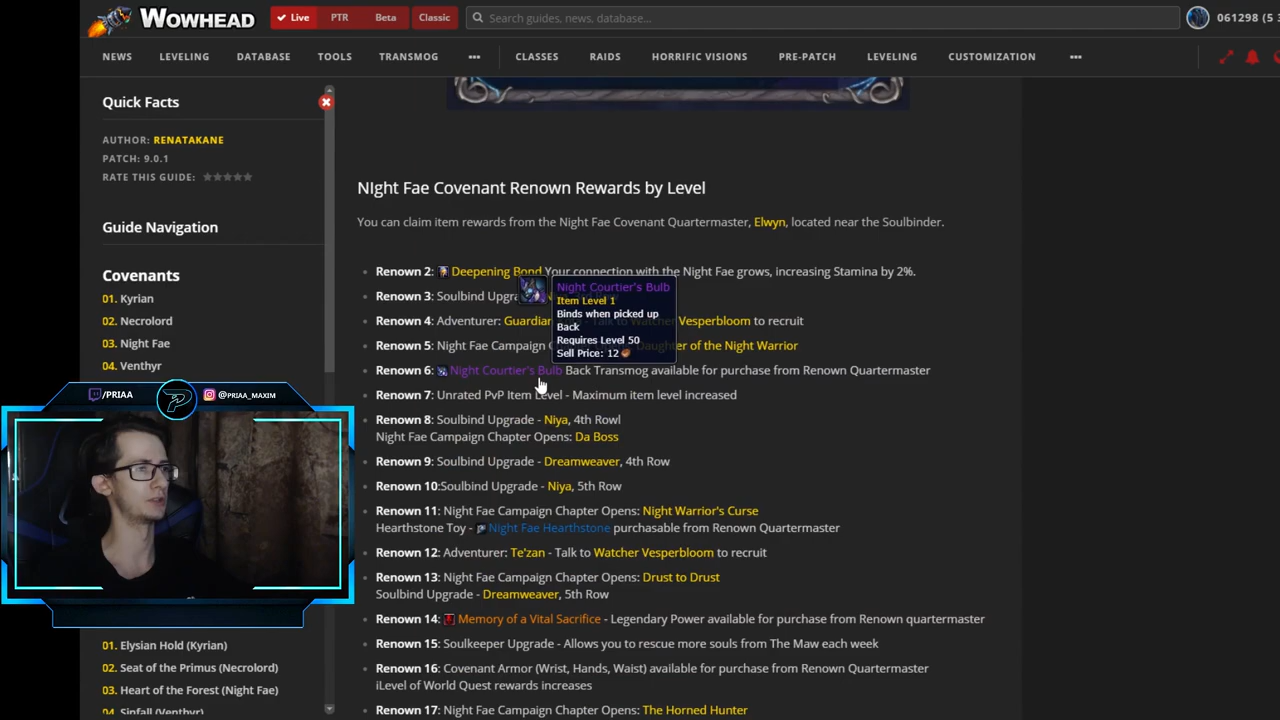 WOWHEAD
Live
PTR
Beta
Classic
Search guides, news, database...
061298 (5 3
NEWS
LEVELING
DATABASE
TOOLS
TRANSMOG
CLASSES
RAIDS
HORRIFIC VISIONS
PRE-PATCH
LEVELING
CUSTOMIZATION
Quick Facts
AUTHOR: RENATAKANE
PATCH: 9.0.1
RATE THIS GUIDE:
Guide Navigation
Covenants
01. Kyrian
02. Necrolord
03. Night Fae
04. Venthyr
/PRIAA
@PRIAA_MAXIM
01. Elysian Hold (Kyrian)
02. Seat of the Primus (Necrolord)
03. Heart of the Forest (Night Fae)
04. Sinfall (Venthyr)
NIght Fae Covenant Renown Rewards by Level
You can claim item rewards from the Night Fae Covenant Quartermaster, Elwyn, located near the Soulbinder.
Renown 2: Deepening Bond Your connection with the Night Fae grows, increasing Stamina by 2%.
Renown 3: Soulbind Upgra
Renown 4: Adventurer: Guardian Talk to Watcher Vesperbloom to recruit
Renown 5: Night Fae Campaign Daughter of the Night Warrior
Night Courtier's Bulb
Item Level 1
Binds when picked up
Back
Requires Level 50
Sell Price: 12
Renown 6: Night Courtier's Bulb Back Transmog available for purchase from Renown Quartermaster
Renown 7: Unrated PvP Item Level - Maximum item level increased
Renown 8: Soulbind Upgrade - Niya, 4th Rowl
Night Fae Campaign Chapter Opens: Da Boss
Renown 9: Soulbind Upgrade - Dreamweaver, 4th Row
Renown 10:Soulbind Upgrade - Niya, 5th Row
Renown 11: Night Fae Campaign Chapter Opens: Night Warrior's Curse
Hearthstone Toy - Night Fae Hearthstone purchasable from Renown Quartermaster
Renown 12: Adventurer: Te'zan - Talk to Watcher Vesperbloom to recruit
Renown 13: Night Fae Campaign Chapter Opens: Drust to Drust
Soulbind Upgrade - Dreamweaver, 5th Row
Renown 14: Memory of a Vital Sacrifice - Legendary Power available for purchase from Renown quartermaster
Renown 15: Soulkeeper Upgrade - Allows you to rescue more souls from The Maw each week
Renown 16: Covenant Armor (Wrist, Hands, Waist) available for purchase from Renown Quartermaster
iLevel of World Quest rewards increases
Renown 17: Night Fae Campaign Chapter Opens: The Horned Hunter